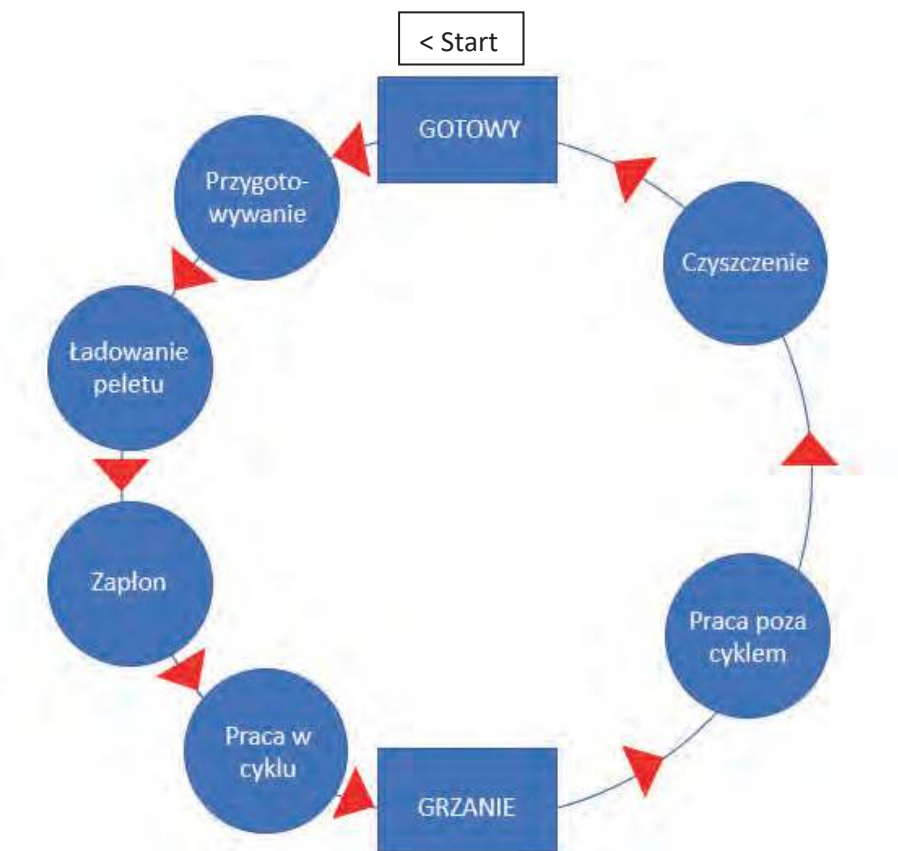 < Start
GOTOWY
Przygoto-
wywanie
Ładowanie
peletu
Zapłon
Praca w
cyklu
GRZANIE
Praca poza
cyklem
Czyszczenie